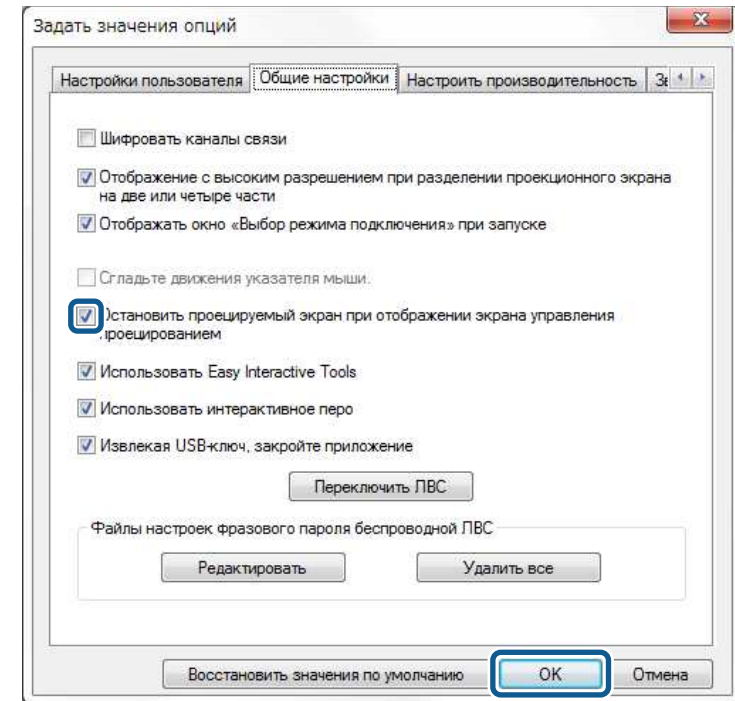 Задать значения опций
Настройки пользователя Общие настройки Настроить производительность
Шифровать каналы связи
Отображение с высоким разрешением при разделении проекционного экрана
на две или четыре части
Отображать окно «Выбор режима подключения» при запуске
Сгладьте движения указателя мыши.
Остановить проецируемый экран при отображении экрана управления
проецированием
Использовать Easy Interactive Tools
Использовать интерактивное перо
Извлекая USB-ключ, закройте приложение
Переключить ЛВС
Файлы настроек фразового пароля беспроводной ЛВС
Редактировать Удалить все
Восстановить значения по умолчанию OK Отмена